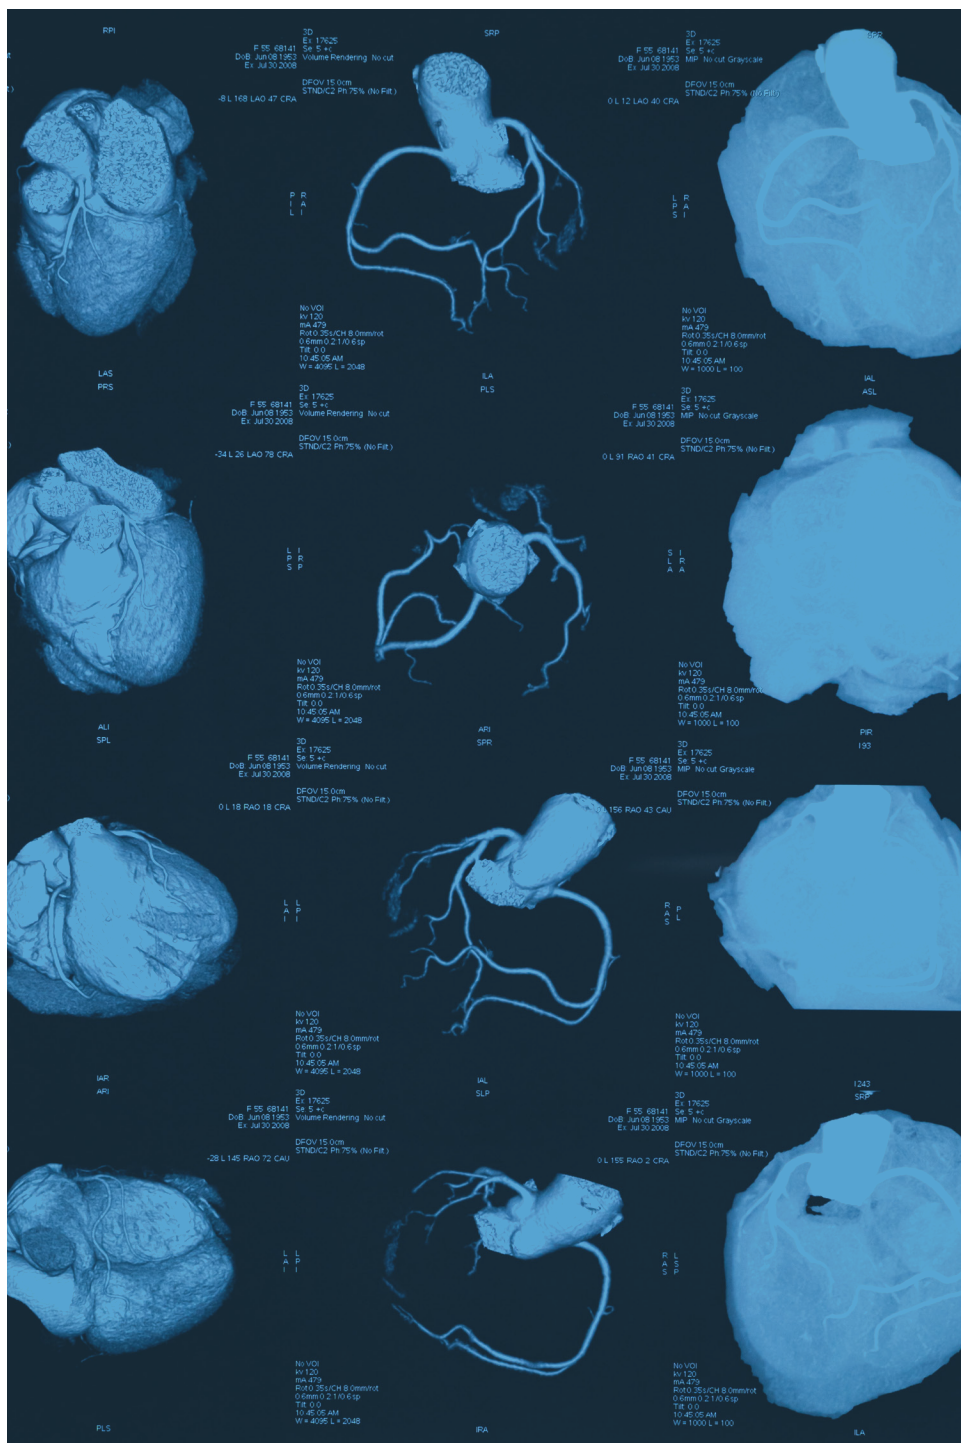 RPI
3D
Ex: 17625
F 55 68141 Se: 5 +c
DoB: Jun 08 1953 Volume Rendering No cut
Ex: Jul 30 2008
DFOV 15.0cm
STND/C2 Ph:75% (No Filt.)
-8 L 168 LAO 47 CRA
SRP
3D
Ex: 17625
F 55 68141 Se: 5 +c
DoB: Jun 08 1953 MIP No cut Grayscale
Ex: Jul 30 2008
DFOV 15.0cm
STND/C2 Ph:75% (No Filt.)
0 L 12 LAO 40 CRA
P R
I A
L I
L R
P A
S I
No VOI
kv 120
mA 479
Rot 0.35s/CH 8.0mm/rot
0.6mm 0.2:1/0.6sp
Tilt: 0.0
10:45:05 AM
W = 4095 L = 2048
No VOI
kv 120
mA 479
Rot 0.35s/CH 8.0mm/rot
0.6mm 0.2:1/0.6sp
Tilt: 0.0
10:45:05 AM
W = 1000 L = 100
LAS
ILA
IAL
PRS
3D
Ex: 17625
F 55 68141 Se: 5 +c
DoB: Jun 08 1953 Volume Rendering No cut
Ex: Jul 30 2008
DFOV 15.0cm
STND/C2 Ph:75% (No Filt.)
-34 L 26 LAO 78 CRA
PLS
3D
Ex: 17625
F 55 68141 Se: 5 +c
DoB: Jun 08 1953 MIP No cut Grayscale
Ex: Jul 30 2008
DFOV 15.0cm
STND/C2 Ph:75% (No Filt.)
0 L 91 RAO 41 CRA
ASL
L I
P R
S P
S I
L R
A A
No VOI
kv 120
mA 479
Rot 0.35s/CH 8.0mm/rot
0.6mm 0.2:1/0.6sp
Tilt: 0.0
10:45:05 AM
W = 4095 L = 2048
No VOI
kv 120
mA 479
Rot 0.35s/CH 8.0mm/rot
0.6mm 0.2:1/0.6sp
Tilt: 0.0
10:45:05 AM
W = 1000 L = 100
ALI
ARI
PIR
SPL
3D
Ex: 17625
F 55 68141 Se: 5 +c
DoB: Jun 08 1953 Volume Rendering No cut
Ex: Jul 30 2008
DFOV 15.0cm
STND/C2 Ph:75% (No Filt.)
0 L 18 RAO 18 CRA
SPR
3D
Ex: 17625
F 55 68141 Se: 5 +c
DoB: Jun 08 1953 MIP No cut Grayscale
Ex: Jul 30 2008
DFOV 15.0cm
STND/C2 Ph:75% (No Filt.)
156 RAO 43 CAU
193
L L
A P
I I
R P
A L
S
No VOI
kv 120
mA 479
Rot 0.35s/CH 8.0mm/rot
0.6mm 0.2:1/0.6sp
Tilt: 0.0
10:45:05 AM
W = 4095 L = 2048
No VOI
kv 120
mA 479
Rot 0.35s/CH 8.0mm/rot
0.6mm 0.2:1/0.6sp
Tilt: 0.0
10:45:05 AM
W = 1000 L = 100
IAR
IAL
1243
ARI
3D
Ex: 17625
F 55 68141 Se: 5 +c
DoB: Jun 08 1953 Volume Rendering No cut
Ex: Jul 30 2008
DFOV 15.0cm
STND/C2 Ph:75% (No Filt.)
-28 L 145 RAO 72 CAU
SLP
3D
Ex: 17625
F 55 68141 Se: 5 +c
DoB: Jun 08 1953 MIP No cut Grayscale
Ex: Jul 30 2008
DFOV 15.0cm
STND/C2 Ph:75% (No Filt.)
0 L 155 RAO 2 CRA
SRP
L L
A P
I I
R L
A S
S P
No VOI
kv 120
mA 479
Rot 0.35s/CH 8.0mm/rot
0.6mm 0.2:1/0.6sp
Tilt: 0.0
10:45:05 AM
W = 4095 L = 2048
No VOI
kv 120
mA 479
Rot 0.35s/CH 8.0mm/rot
0.6mm 0.2:1/0.6sp
Tilt: 0.0
10:45:05 AM
W = 1000 L = 100
PLS
IRA
ILA